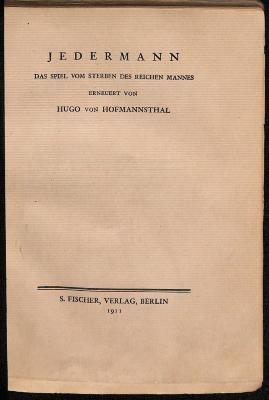 JEDERMANN
DAS SPIEL VOM STERBEN DES REICHEN MANNES
ERNEUERT VON
HUGO VON HOFMANNSTHAL
S. FISCHER, VERLAG, BERLIN
1911